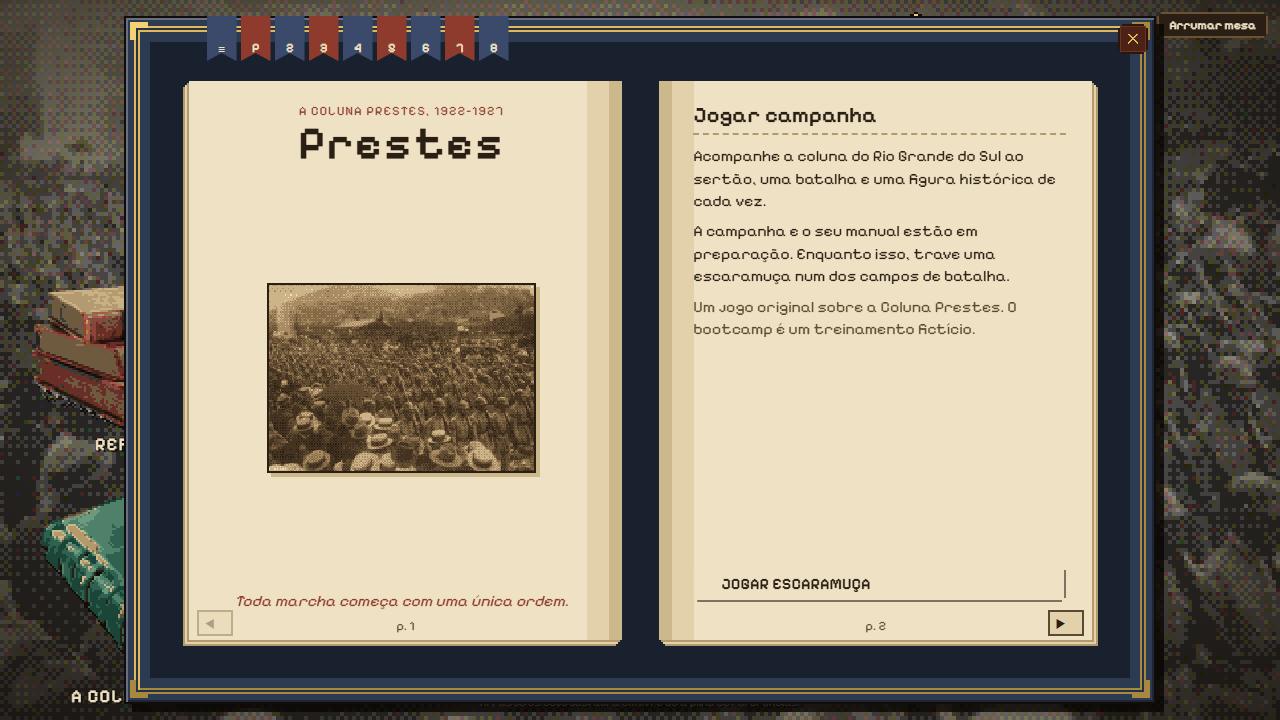 ≡ P 2 3 4 5 6 7 8
Arrumar mesa
A COLUNA PRESTES, 1922-1927
Prestes
Toda marcha começa com uma única ordem.
p. 1
Jogar campanha
Acompanhe a coluna do Rio Grande do Sul ao
sertão, uma batalha e uma figura histórica de
cada vez.
A campanha e o seu manual estão em
preparação. Enquanto isso, trave uma
escaramuça num dos campos de batalha.
Um jogo original sobre a Coluna Prestes. O
bootcamp é um treinamento fictício.
JOGAR ESCARAMUÇA
p. 2
A COL